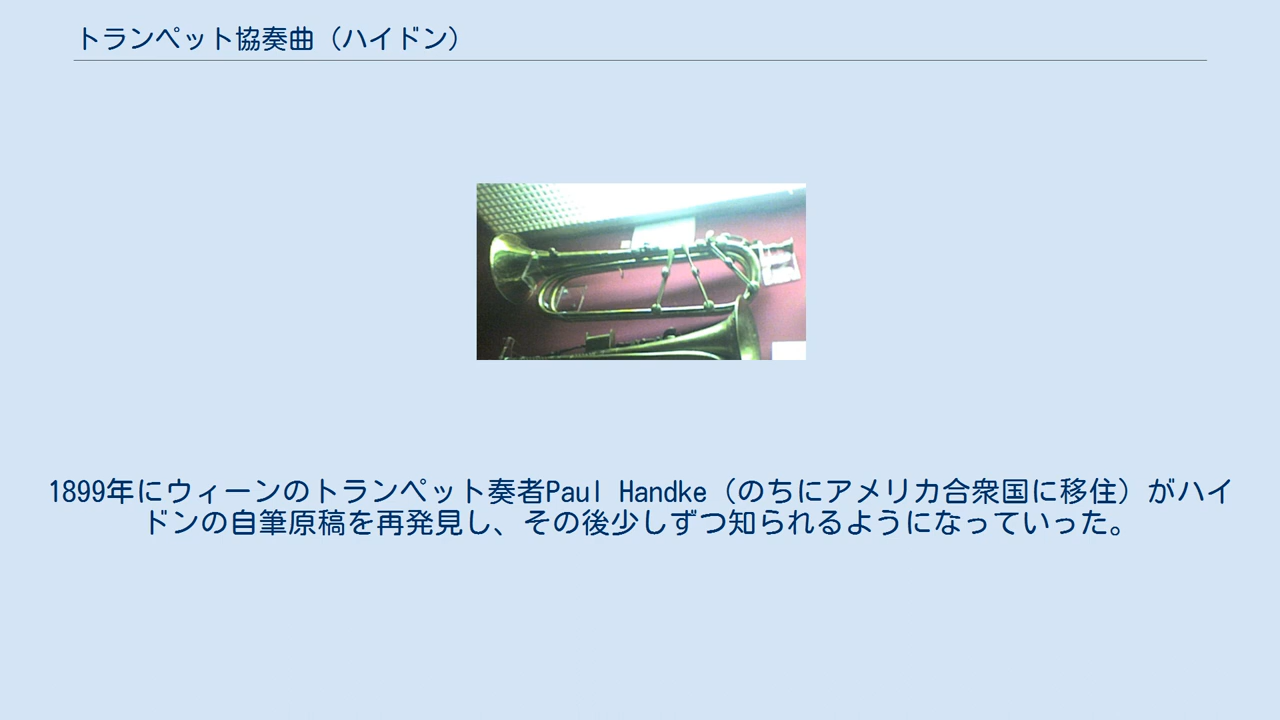 トランペット協奏曲（ハイドン）
1899年にウィーンのトランペット奏者Paul Handke（のちにアメリカ合衆国に移住）がハイ
ドンの自筆原稿を再発見し、その後少しずつ知られるようになっていった。